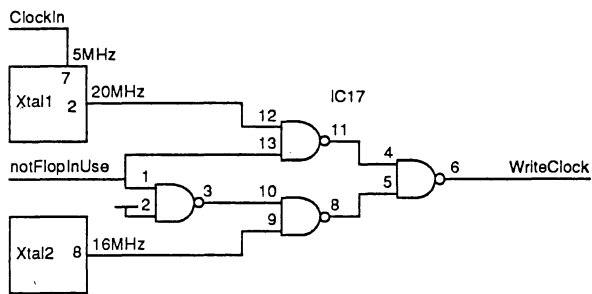 ClockIn
5MHz
7
Xtal1
2
20MHz
IC17
12
13
11
notFlopInUse
1
2
3
10
9
8
4
5
6
WriteClock
Xtal2
8
16MHz